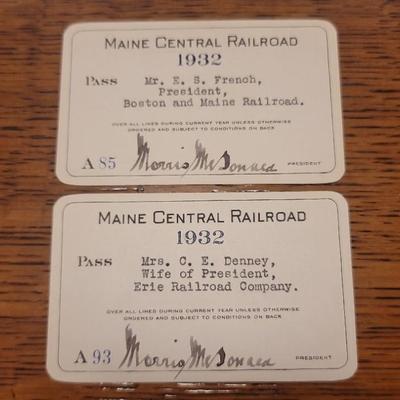 MAINE CENTRAL RAILROAD
1932
PASS Mr. E. S. French,
President,
Boston and Maine Railroad.
OVER ALL LINES DURING CURRENT YEAR UNLESS OTHERWISE
ORDERED AND SUBJECT TO CONDITIONS ON BACK
A 85 Morris McDonald PRESIDENT
MAINE CENTRAL RAILROAD
1932
PASS Mrs. C. E. Denney,
Wife of President,
Erie Railroad Company.
OVER ALL LINES DURING CURRENT YEAR UNLESS OTHERWISE
ORDERED AND SUBJECT TO CONDITIONS ON BACK
A 93 Morris McDonald PRESIDENT